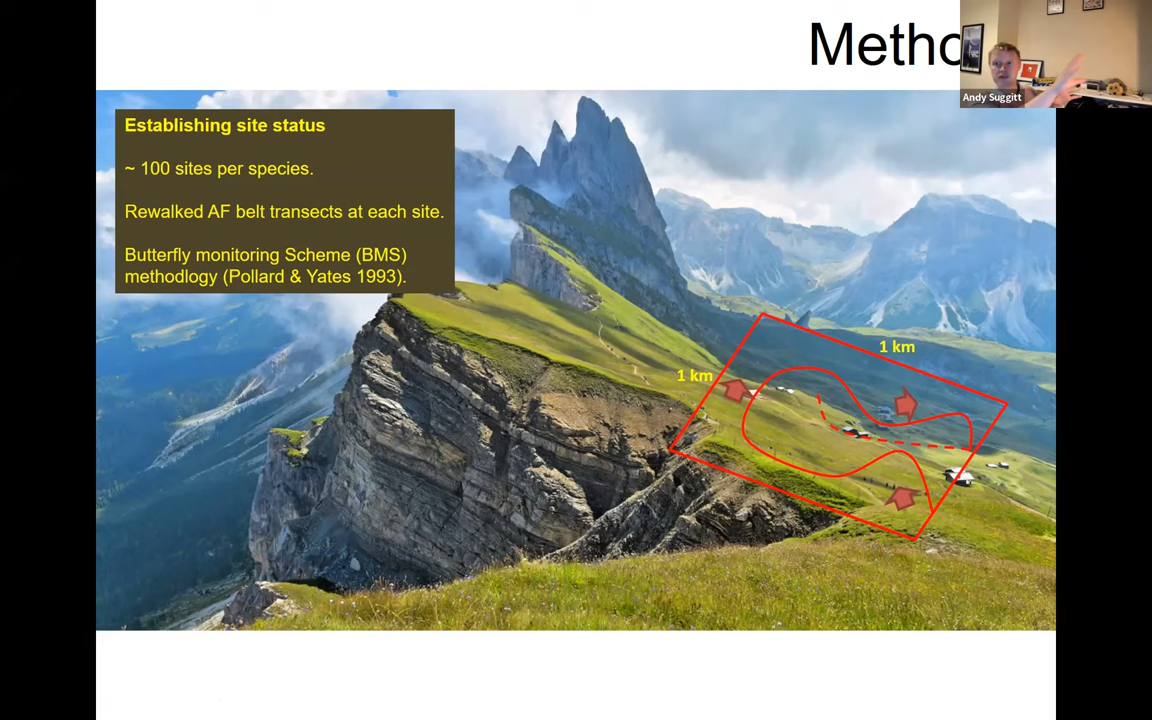 Metho
Andy Suggitt
Establishing site status
~ 100 sites per species.
Rewalked AF belt transects at each site.
Butterfly monitoring Scheme (BMS)
methodlogy (Pollard & Yates 1993).
1 km
1 km